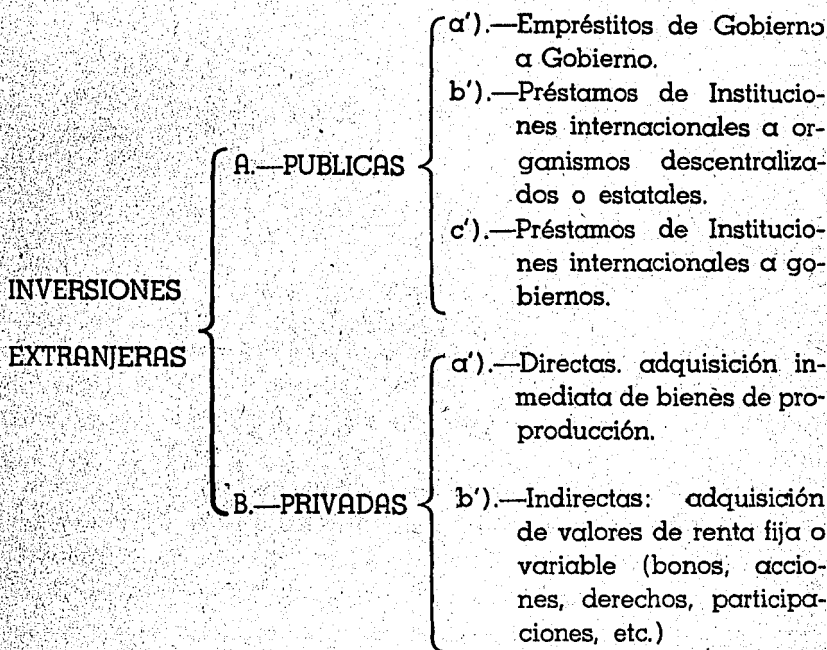 INVERSIONES
EXTRANJERAS
A.—PUBLICAS
a').—Empréstitos de Gobierno
a Gobierno.
b').—Préstamos de Institucio-
nes internacionales a or-
ganismos descentraliza-
dos o estatales.
c').—Préstamos de Institucio-
nes internacionales a go-
biernos.
B.—PRIVADAS
a').—Directas. adquisición in-
mediata de bienès de pro-
producción.
b').—Indirectas: adquisición
de valores de renta fija o
variable (bonos, accio-
nes, derechos, participa-
ciones, etc.)